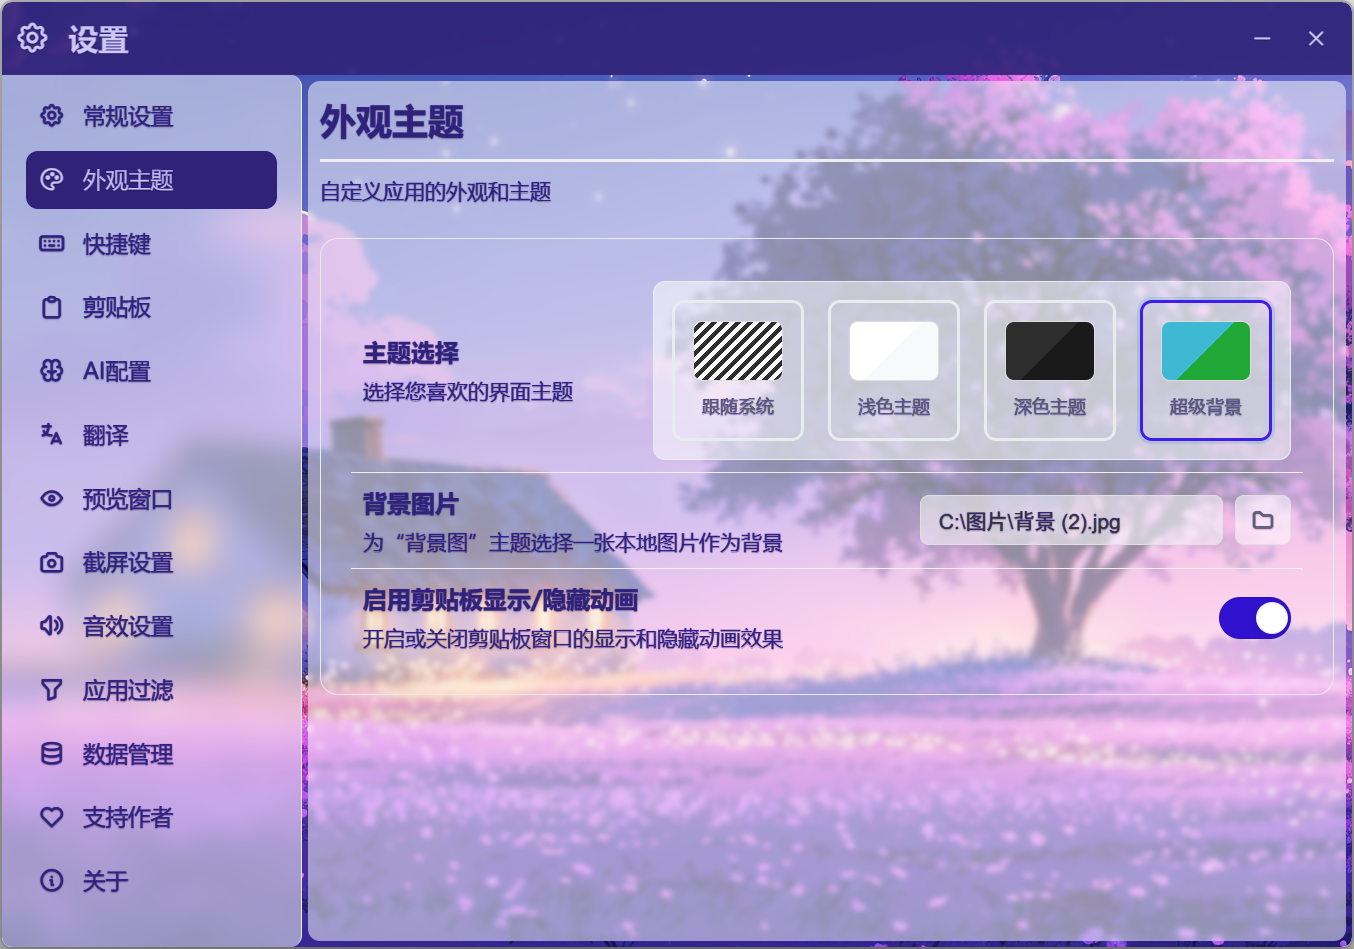 设置
常规设置
外观主题
快捷键
剪贴板
AI配置
翻译
预览窗口
截屏设置
音效设置
应用过滤
数据管理
支持作者
关于
外观主题
自定义应用的外观和主题
主题选择
选择您喜欢的界面主题
跟随系统
浅色主题
深色主题
超级背景
背景图片
为“背景图”主题选择一张本地图片作为背景
C:\图片\背景 (2).jpg
启用剪贴板显示/隐藏动画
开启或关闭剪贴板窗口的显示和隐藏动画效果